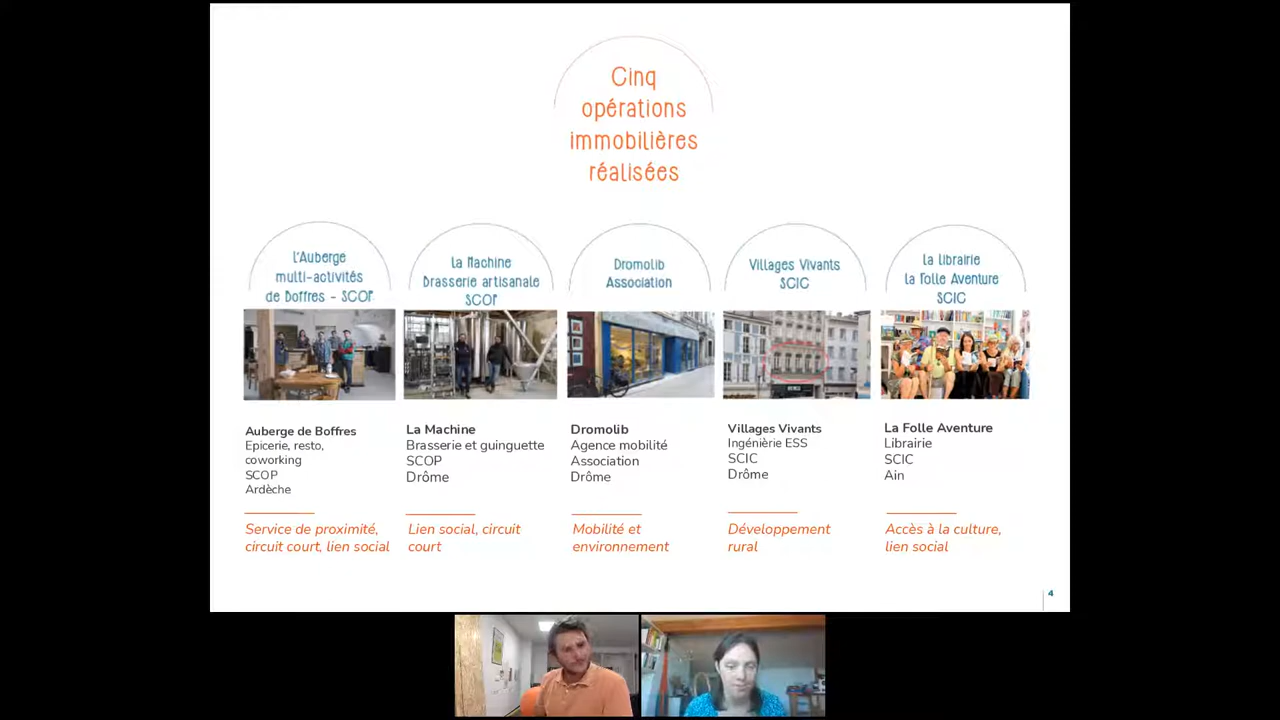 Cinq
opérations
immobilières
réalisées
L'Auberge
multi-activités
de Boffres - SCOP
La Machine
Brasserie artisanale
SCOP
Dromolib
Association
Villages Vivants
SCIC
La librairie
la Folle Aventure
SCIC
Auberge de Boffres
Epicerie, resto,
coworking
SCOP
Ardèche
La Machine
Brasserie et guinguette
SCOP
Drôme
Dromolib
Agence mobilité
Association
Drôme
Villages Vivants
Ingénièrie ESS
SCIC
Drôme
La Folle Aventure
Librairie
SCIC
Ain
Service de proximité,
circuit court, lien social
Lien social, circuit
court
Mobilité et
environnement
Développement
rural
Accès à la culture,
lien social
4